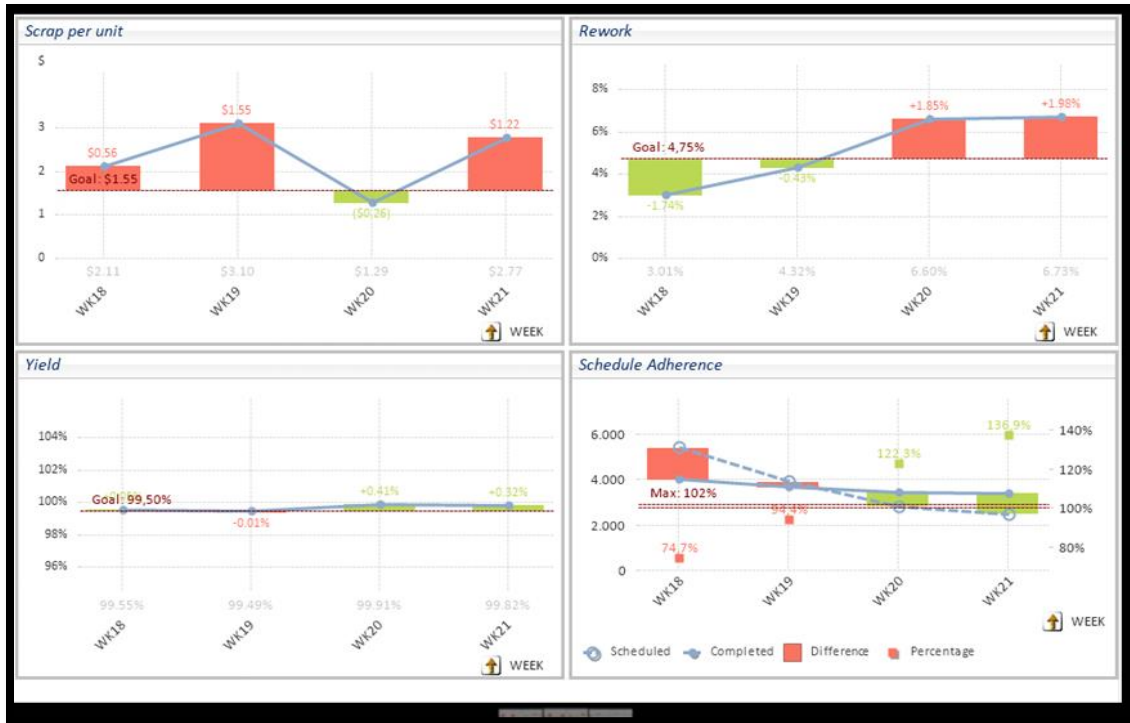 Scrap per unit
$
3
2
1
0
$0.56
$1.55
($0.26)
$1.22
Goal: $1.55
$2.11
$3.10
$1.29
$2.77
WK18
WK19
WK20
WK21
WEEK
Rework
8%
6%
4%
2%
0%
Goal: 4,75%
-1.74%
-0.43%
+1.85%
+1.98%
3.01%
4.32%
6.60%
6.73%
WK18
WK19
WK20
WK21
WEEK
Yield
104%
102%
100%
98%
96%
Goal: 99,50%
-0.01%
+0.41%
+0.32%
99.55%
99.49%
99.91%
99.82%
WK18
WK19
WK20
WK21
WEEK
Schedule Adherence
6.000
4.000
2.000
0
140%
120%
100%
80%
Max: 102%
74,7%
94,4%
122,3%
136,9%
WK18
WK19
WK20
WK21
WEEK
Scheduled
Completed
Difference
Percentage